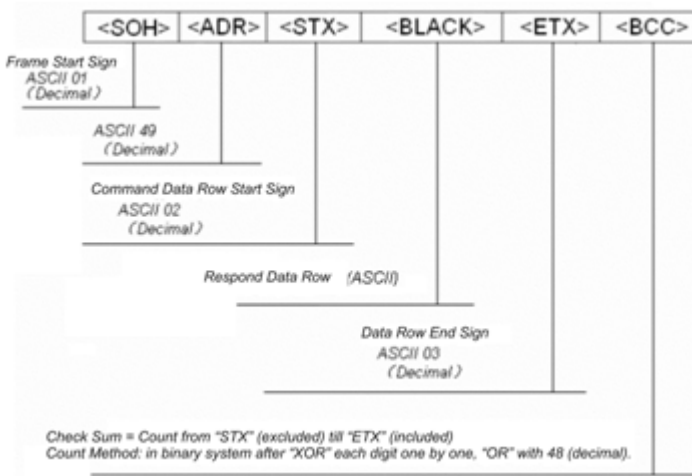 <SOH> <ADR> <STX> <BLACK> <ETX> <BCC>
Frame Start Sign
ASCII 01
(Decimal)
ASCII 49
(Decimal)
Command Data Row Start Sign
ASCII 02
(Decimal)
Respond Data Row (ASCII)
Data Row End Sign
ASCII 03
(Decimal)
Check Sum = Count from “STX” (excluded) till “ETX” (included)
Count Method: in binary system after “XOR” each digit one by one, “OR” with 48 (decimal).